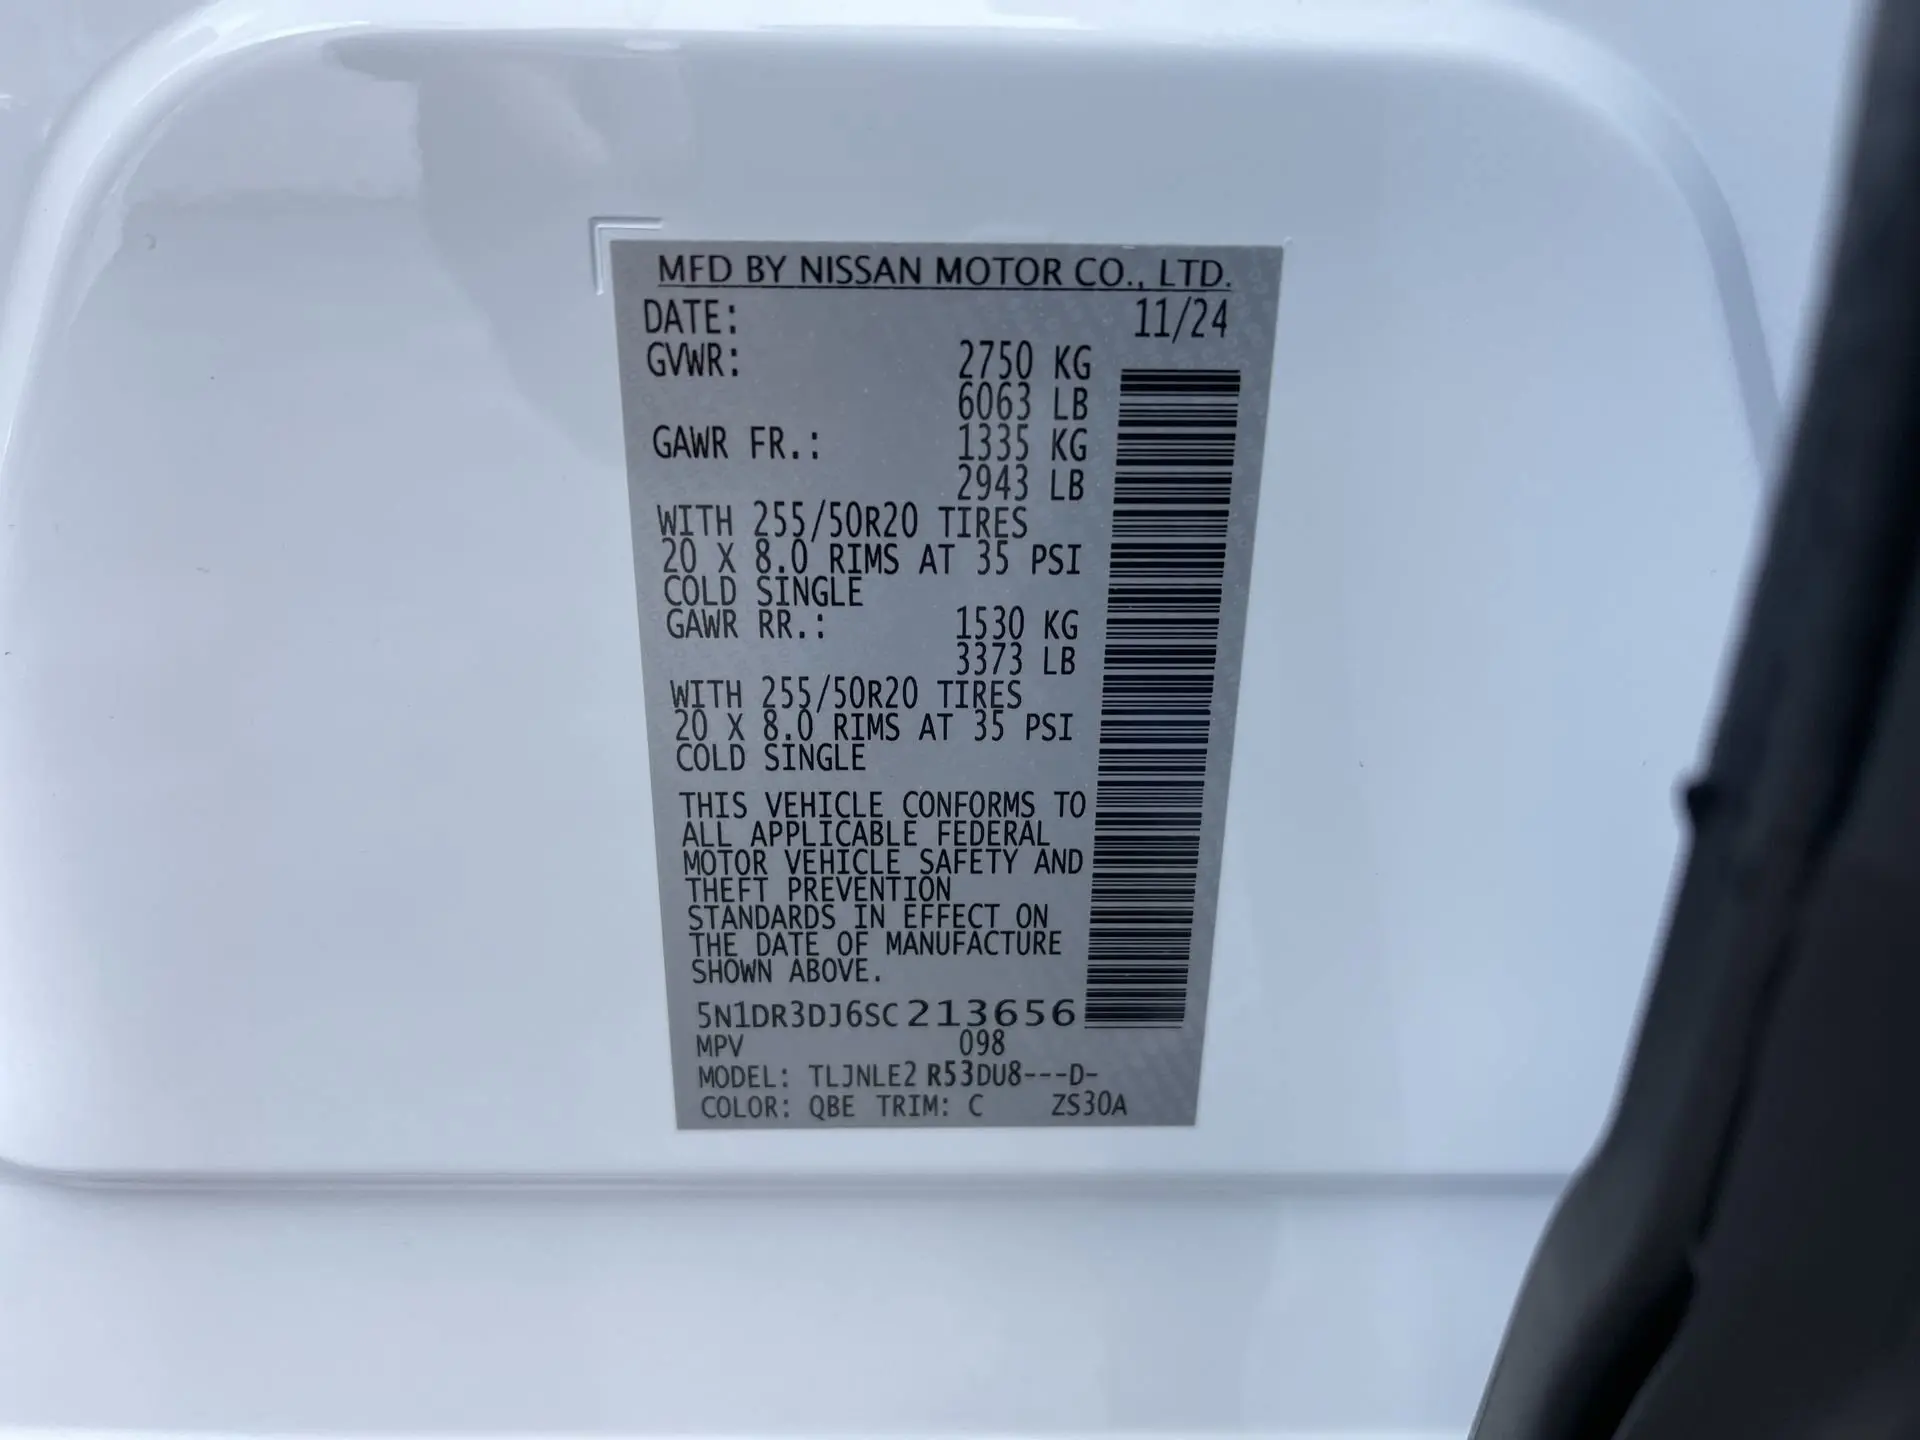 MFD BY NISSAN MOTOR CO., LTD.
DATE: 11/24
GVWR: 2750 KG
6063 LB
GAWR FR.: 1335 KG
2943 LB
WITH 255/50R20 TIRES
20 X 8.0 RIMS AT 35 PSI
COLD SINGLE
GAWR RR.: 1530 KG
3373 LB
WITH 255/50R20 TIRES
20 X 8.0 RIMS AT 35 PSI
COLD SINGLE
THIS VEHICLE CONFORMS TO
ALL APPLICABLE FEDERAL
MOTOR VEHICLE SAFETY AND
THEFT PREVENTION
STANDARDS IN EFFECT ON
THE DATE OF MANUFACTURE
SHOWN ABOVE.
5N1DR3DJ6SC213656
MPV 098
MODEL: TLJNLE2 R53DU8---D-
COLOR: QBE TRIM: C ZS30A